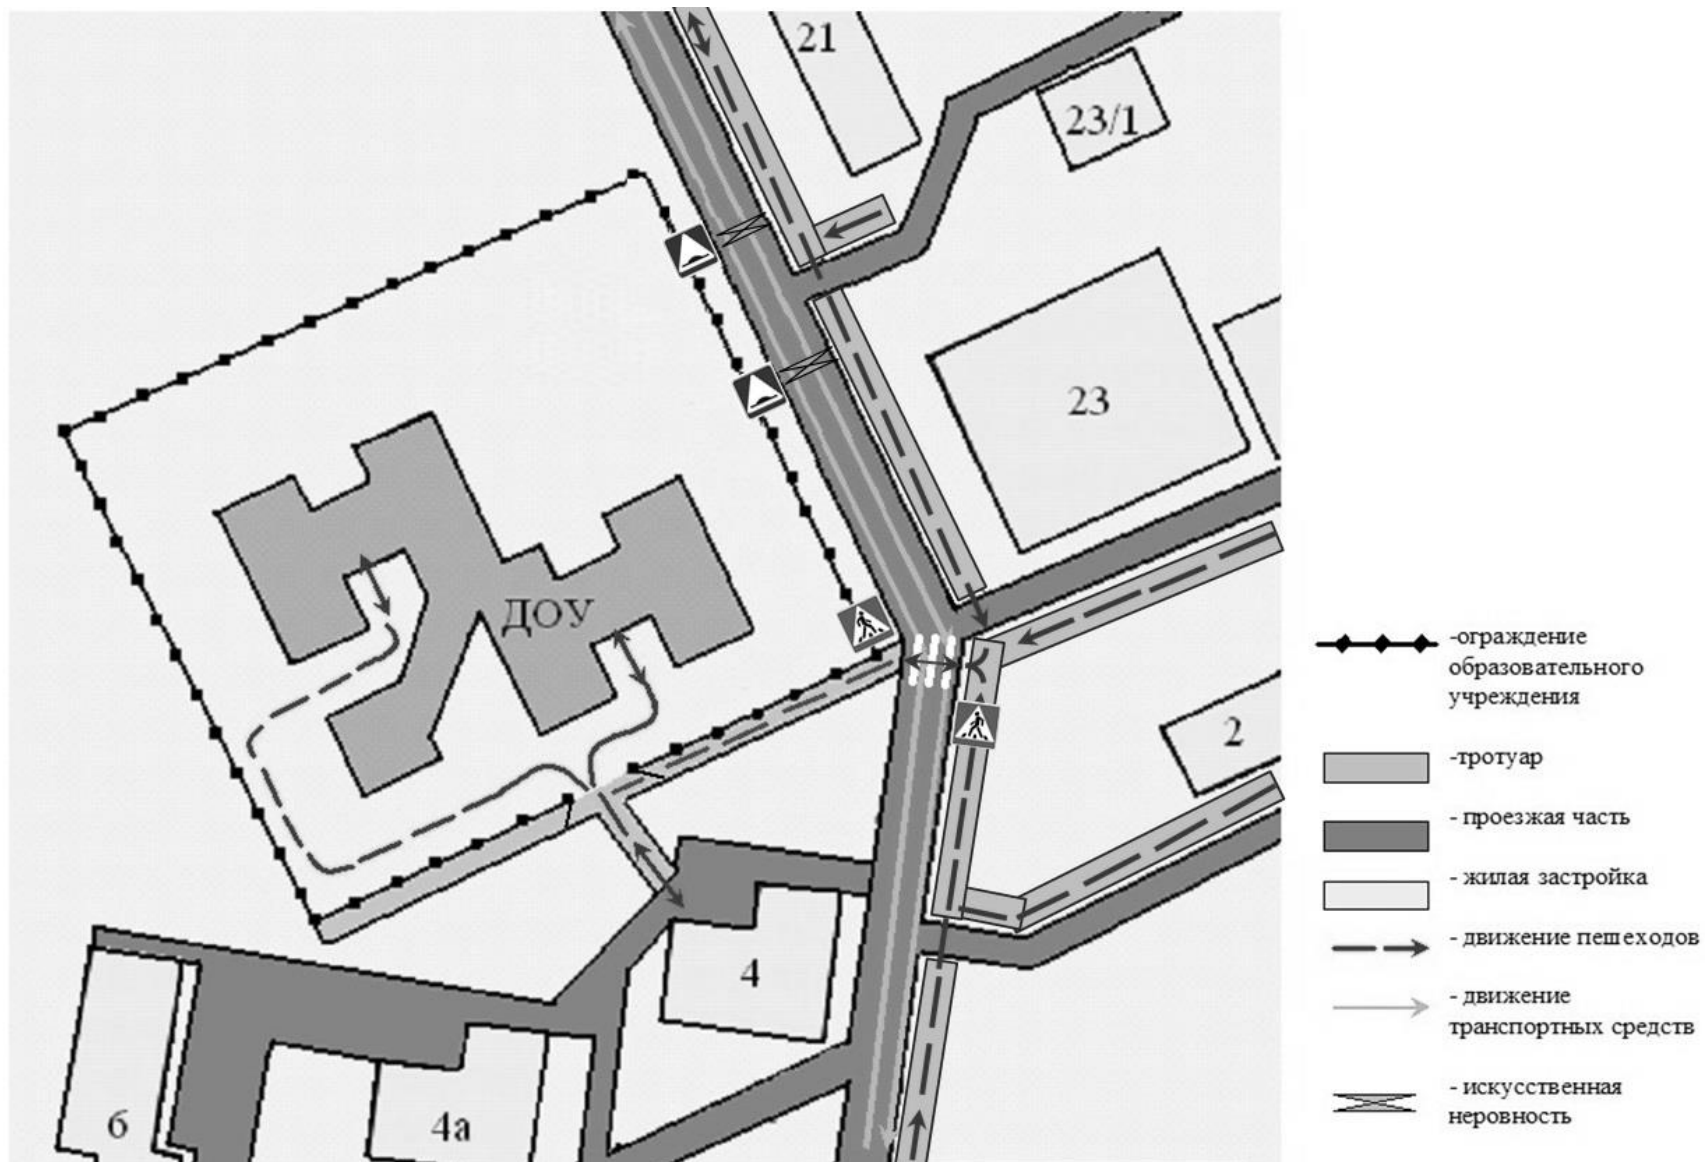 21
23/1
23
ДОУ
2
4
6
4а
-ограждение
образовательного
учреждения
-тротуар
- проезжая часть
- жилая застройка
- движение пешеходов
- движение
транспортных средств
- искусственная
неровность